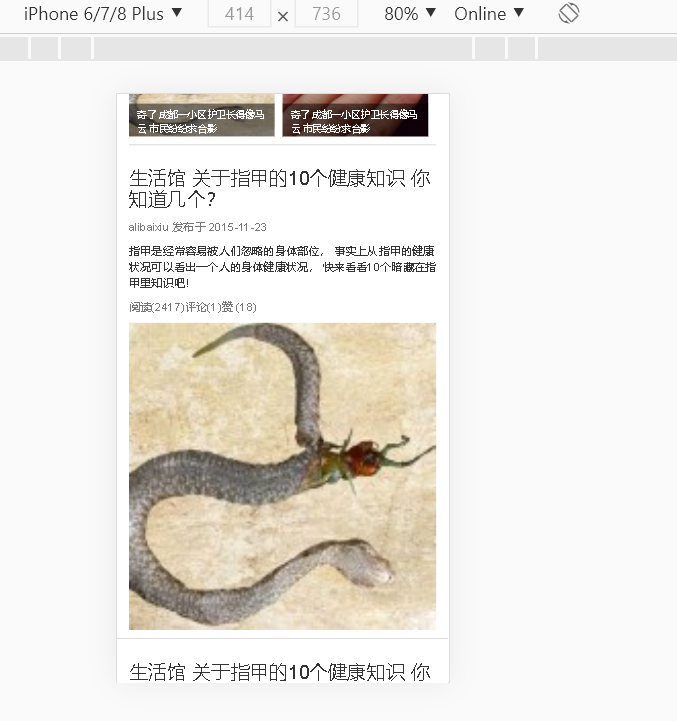 iPhone 6/7/8 Plus ▼ 414 × 736 80% ▼ Online ▼
奇了 成都一小区护卫长得像马
云 市民纷纷求合影
奇了 成都一小区护卫长得像马
云 市民纷纷求合影
生活馆 关于指甲的10个健康知识 你
知道几个？
alibaixiu 发布于 2015-11-23
指甲是经常容易被人们忽略的身体部位， 事实上从指甲的健康
状况可以看出一个人的身体健康状况， 快来看看10个暗藏在指
甲里知识吧!
阅读(2417)评论(1)赞 (18)
生活馆 关于指甲的10个健康知识 你